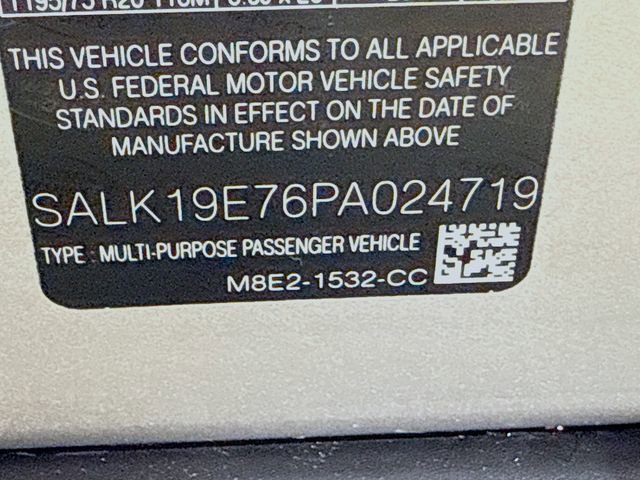 THIS VEHICLE CONFORMS TO ALL APPLICABLE
U.S. FEDERAL MOTOR VEHICLE SAFETY
STANDARDS IN EFFECT ON THE DATE OF
MANUFACTURE SHOWN ABOVE
SALK19E76PA024719
TYPE : MULTI-PURPOSE PASSENGER VEHICLE
M8E2-1532-CC